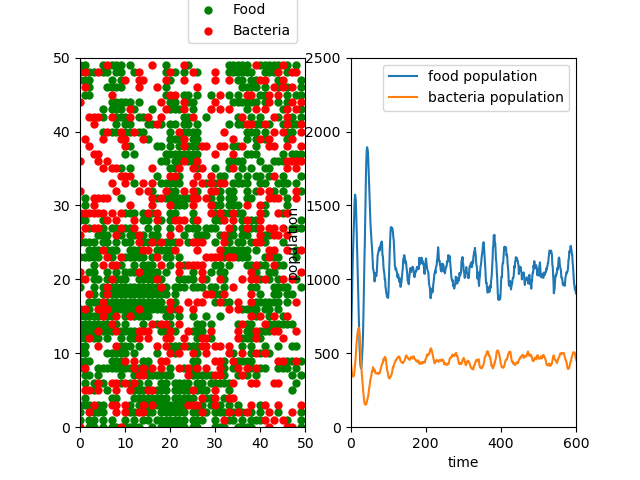 Food
Bacteria
50
40
30
20
10
0
0 10 20 30 40 50
population
2500
2000
1500
1000
500
0
food population
bacteria population
0 200 400 600
time